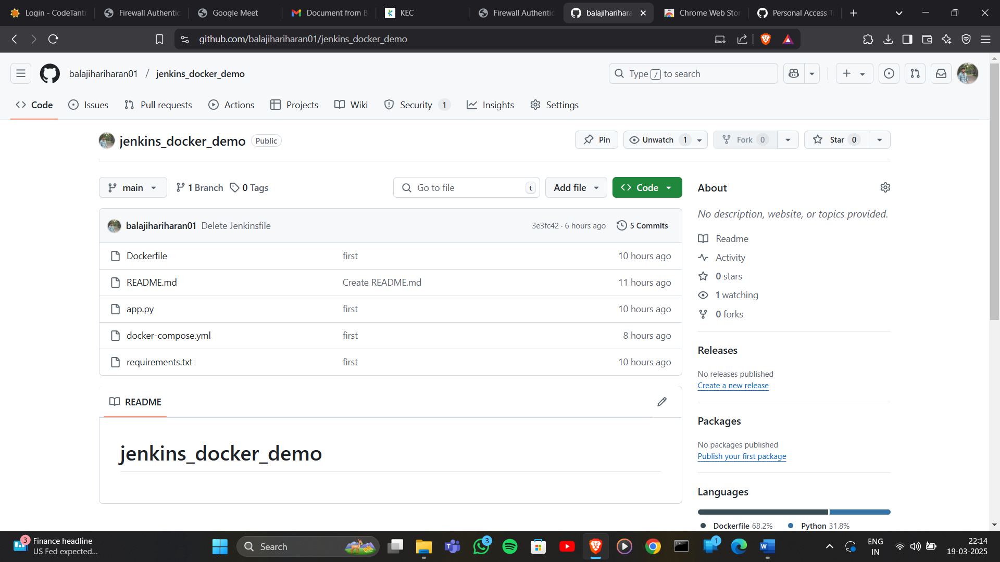 Login - CodeTantr
Firewall Authentic
Google Meet
Document from B
KEC
Firewall Authentic
balajiharihara
Chrome Web Stor
Personal Access T
github.com/balajihariharan01/jenkins_docker_demo
balajihariharan01 / jenkins_docker_demo
Type / to search
Code
Issues
Pull requests
Actions
Projects
Wiki
Security 1
Insights
Settings
jenkins_docker_demo
Public
Pin
Unwatch 1
Fork 0
Star 0
main
1 Branch
0 Tags
Go to file t
Add file
Code
balajihariharan01 Delete Jenkinsfile 3e3fc42 · 6 hours ago 5 Commits
Dockerfile first 10 hours ago
README.md Create README.md 11 hours ago
app.py first 10 hours ago
docker-compose.yml first 8 hours ago
requirements.txt first 10 hours ago
README
jenkins_docker_demo
About
No description, website, or topics provided.
Readme
Activity
0 stars
1 watching
0 forks
Releases
No releases published
Create a new release
Packages
No packages published
Publish your first package
Languages
Dockerfile 68.2% Python 31.8%
3
Finance headline
US Fed expected...
Search
3
1
ENG
IN
22:14
19-03-2025